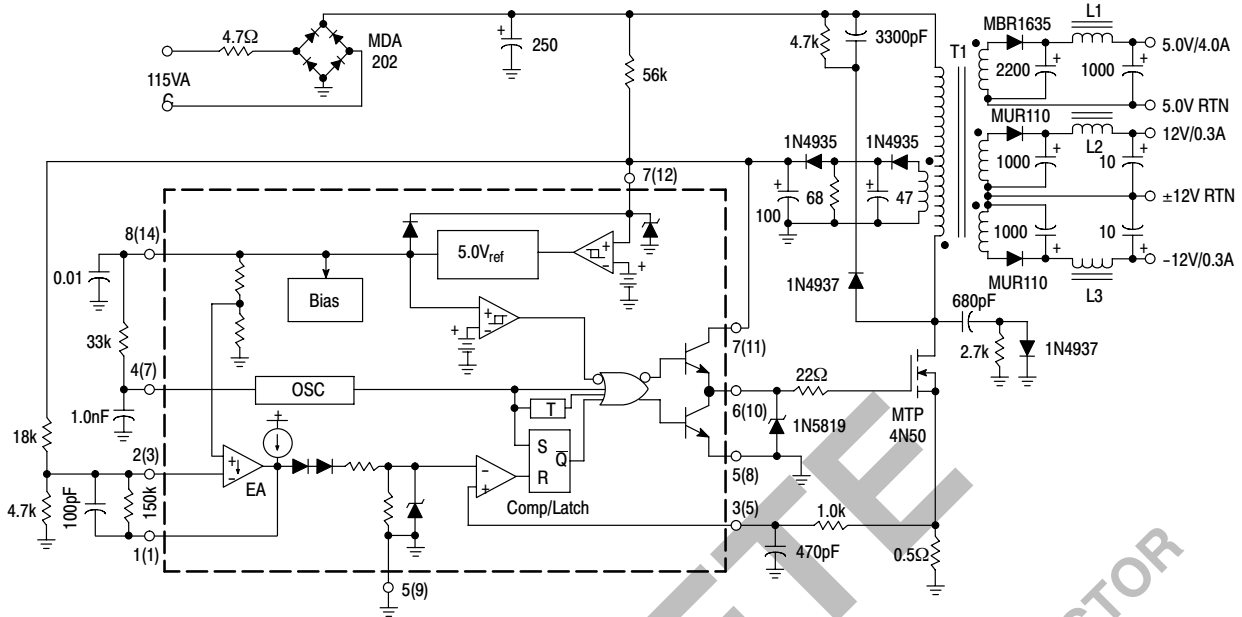 4.7Ω
MDA
202
115VA
C
250
56k
4.7k
3300pF
T1
MBR1635
L1
2200
1000
5.0V/4.0A
5.0V RTN
MUR110
1000
L2
10
12V/0.3A
±12V RTN
1000
10
MUR110
L3
–12V/0.3A
1N4935
1N4935
100
68
47
1N4937
680pF
2.7k
1N4937
7(12)
8(14)
0.01
5.0Vref
Bias
33k
7(11)
4(7)
OSC
1.0nF
T
6(10)
22Ω
MTP
4N50
1N5819
18k
2(3)
S
R
Q
EA
Comp/Latch
5(8)
4.7k
100pF
150k
1(1)
3(5)
1.0k
470pF
0.5Ω
5(9)
+
–